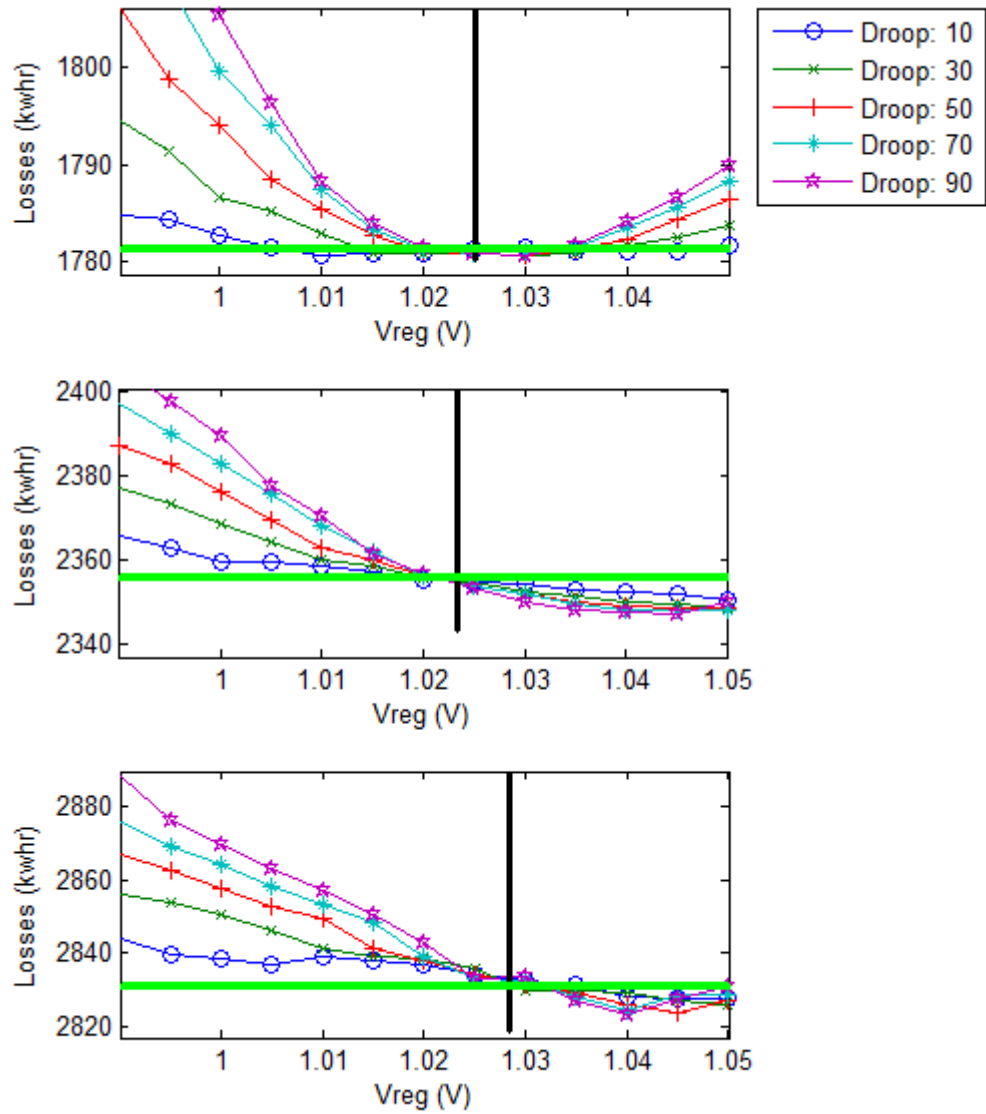 1800
1790
1780
Losses (kwhr)
1
1.01
1.02
1.03
1.04
Vreg (V)
Droop: 10
Droop: 30
Droop: 50
Droop: 70
Droop: 90
2400
2380
2360
2340
Losses (kwhr)
1
1.01
1.02
1.03
1.04
1.05
Vreg (V)
2880
2860
2840
2820
Losses (kwhr)
1
1.01
1.02
1.03
1.04
1.05
Vreg (V)